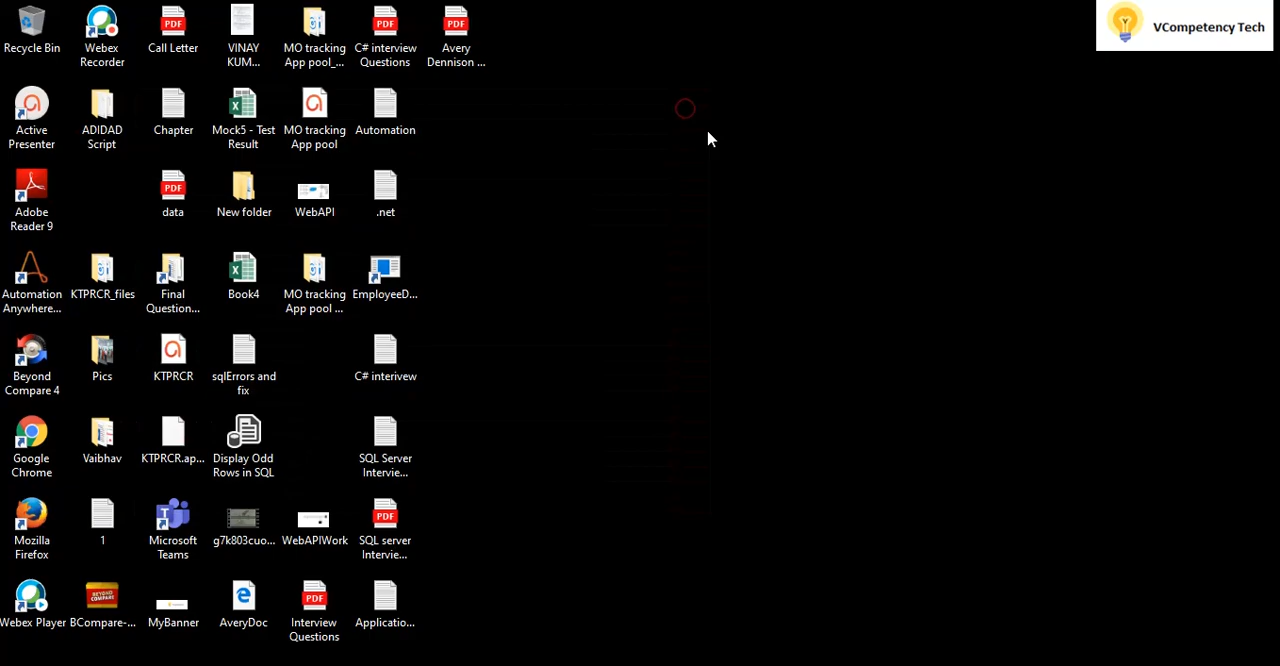 VCompetency Tech
Recycle Bin
Webex
Recorder
PDF
Call Letter
VINAY
KUM...
MO tracking
App pool_...
PDF
C# interview
Questions
PDF
Avery
Dennison ...
Active
Presenter
ADIDAD
Script
Chapter
Mock5 - Test
Result
MO tracking
App pool
Automation
Adobe
Reader 9
PDF
data
New folder
WebAPI
.net
Automation
Anywhere...
KTPRCR_files
Final
Question...
Book4
MO tracking
App pool ...
EmployeeD...
Beyond
Compare 4
Pics
KTPRCR
sqlErrors and
fix
C# interivew
Google
Chrome
Vaibhav
KTPRCR.ap...
Display Odd
Rows in SQL
SQL Server
Intervie...
Mozilla
Firefox
1
Microsoft
Teams
g7k803cuo...
WebAPIWork
PDF
SQL server
Intervie...
Webex Player
BEYOND
COMPARE
BCompare-...
MyBanner
AveryDoc
PDF
Interview
Questions
Applicatio...